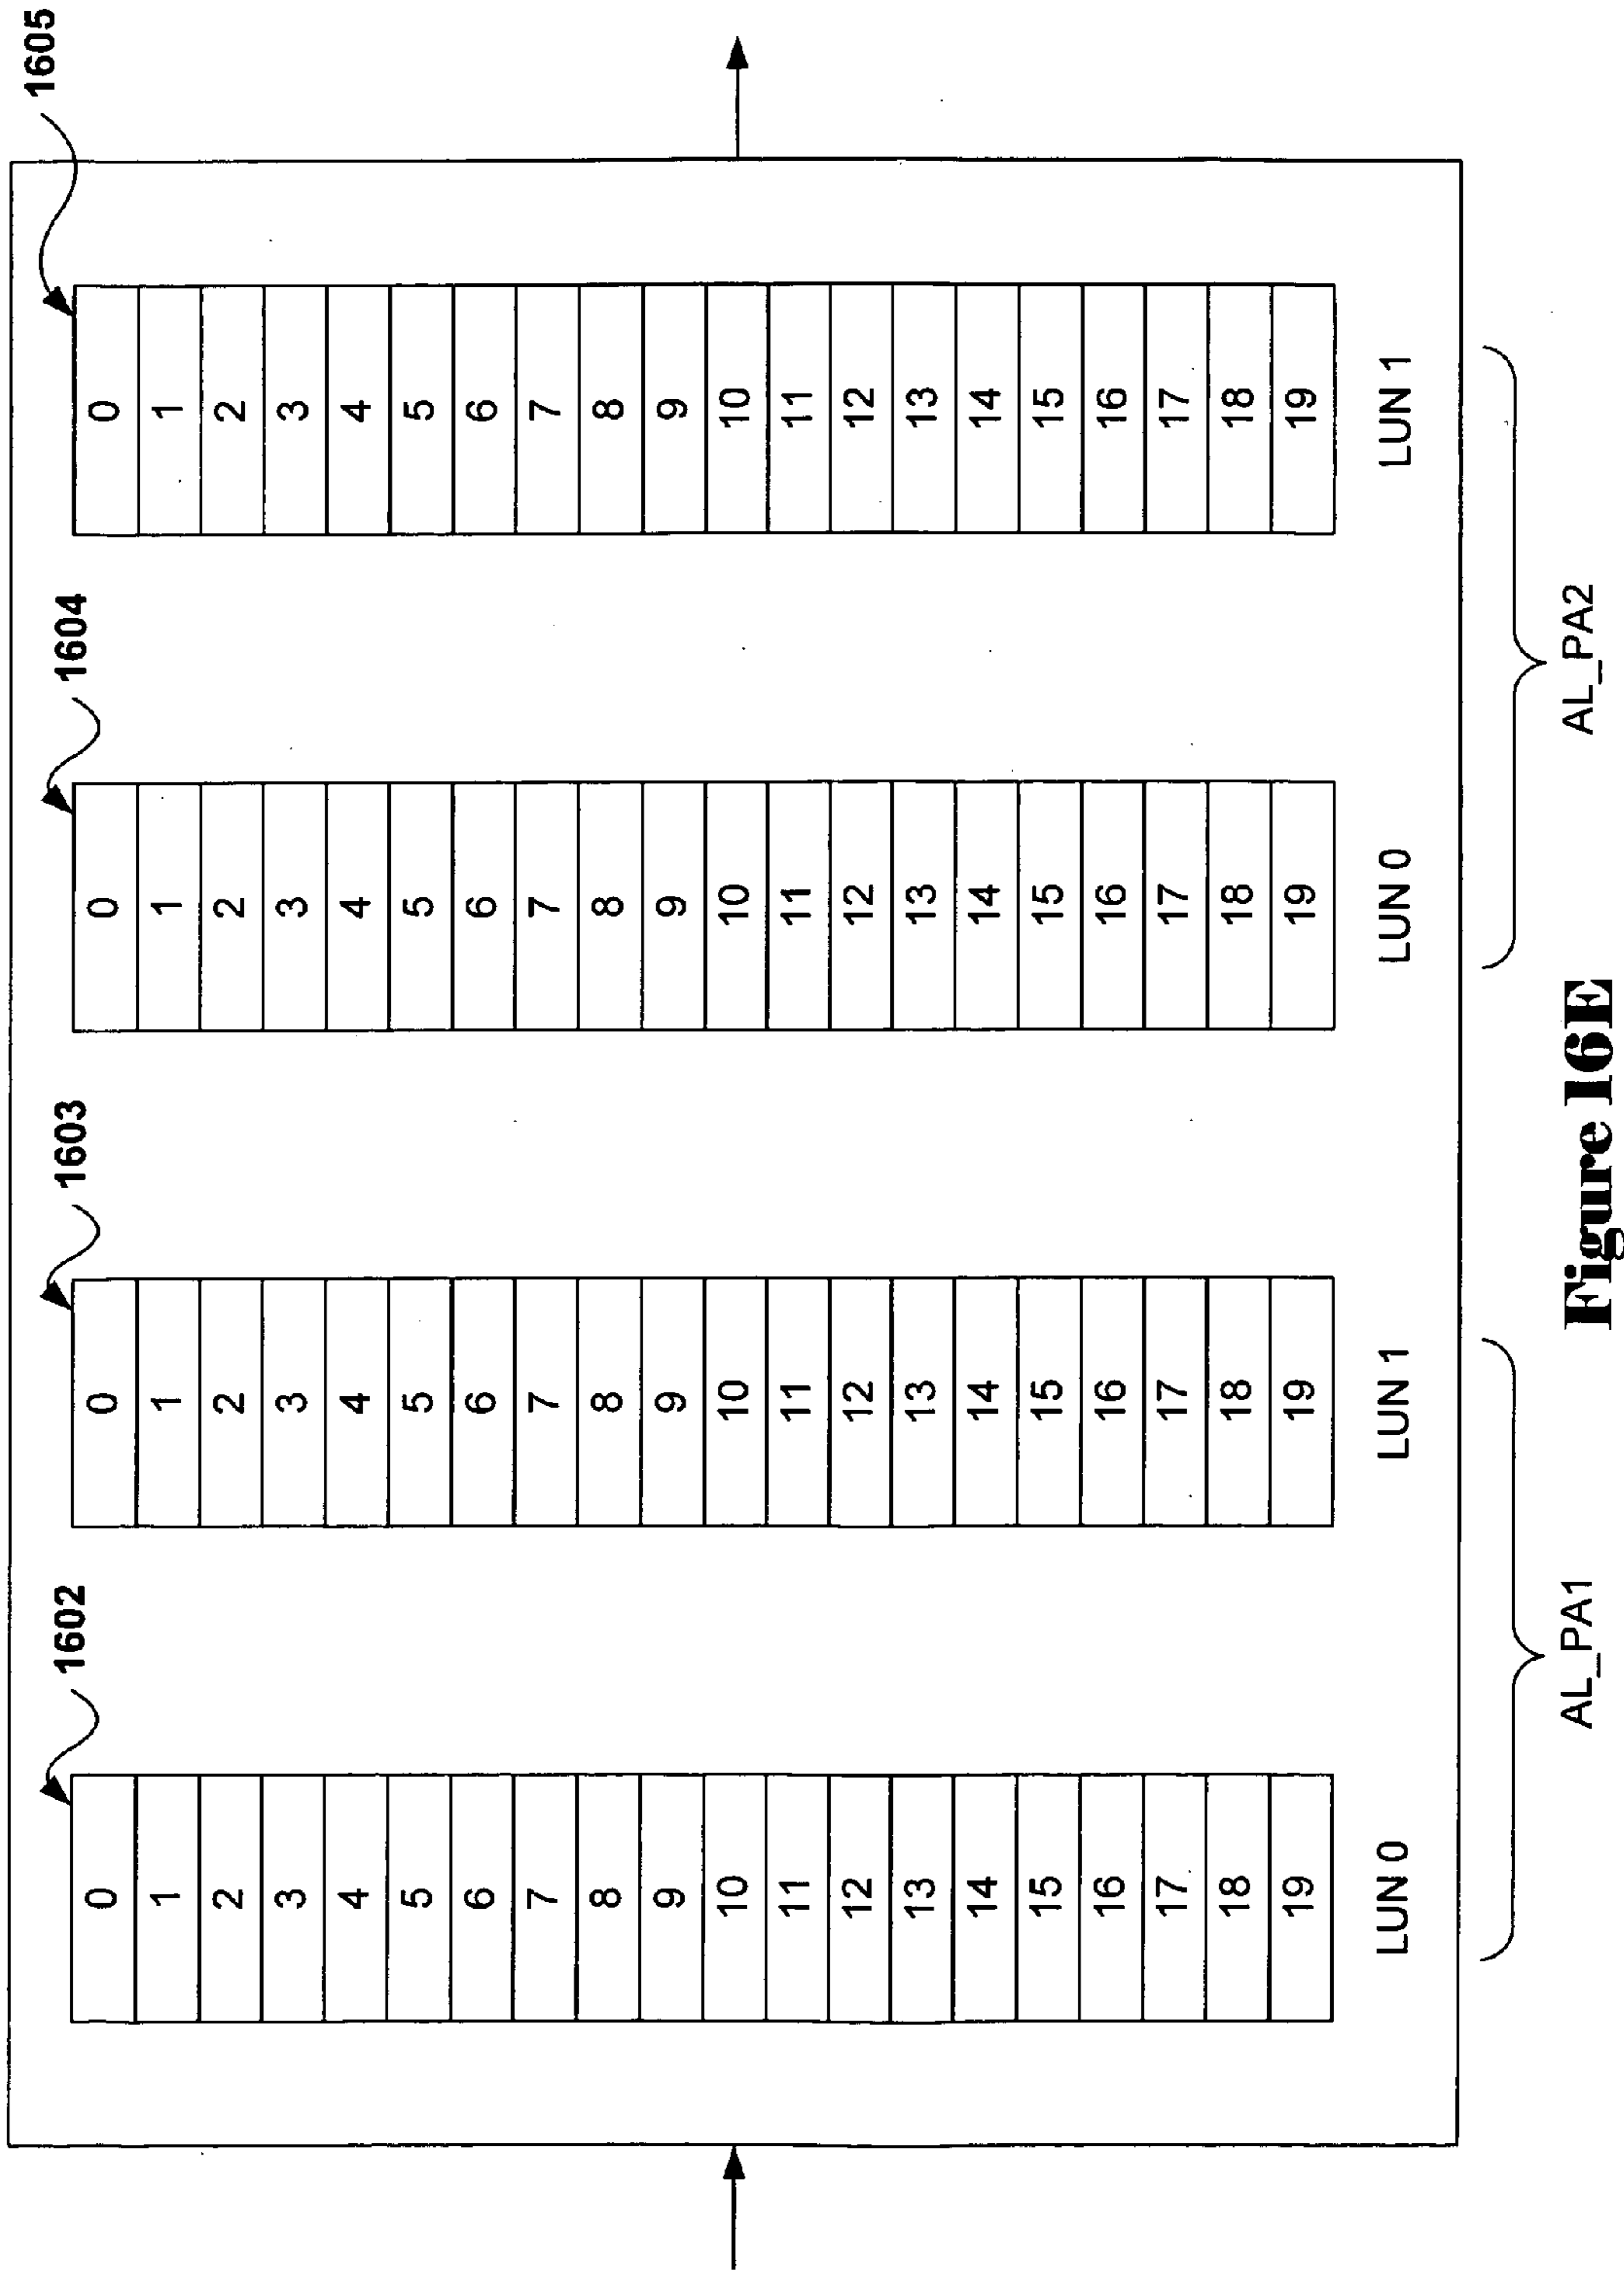 1602 1603 1604 1605
0 0 0 0
1 1 1 1
2 2 2 2
3 3 3 3
4 4 4 4
5 5 5 5
6 6 6 6
7 7 7 7
8 8 8 8
9 9 9 9
10 10 10 10
11 11 11 11
12 12 12 12
13 13 13 13
14 14 14 14
15 15 15 15
16 16 16 16
17 17 17 17
18 18 18 18
19 19 19 19
LUN 0 LUN 1 LUN 0 LUN 1
AL_PA1 AL_PA2
Figure 16E